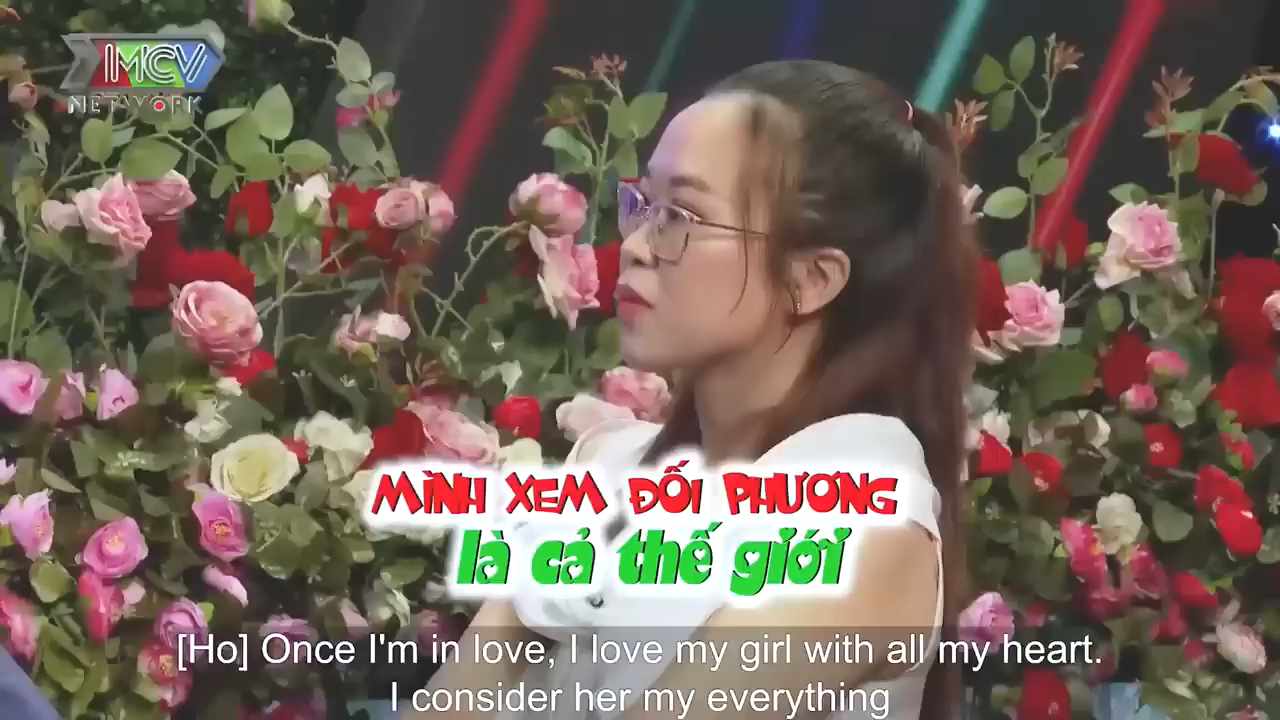 MCV
NETWORK
MÌNH XEM ĐỐI PHƯƠNG
là cả thế giới
[Ho] Once I'm in love, I love my girl with all my heart.
I consider her my everything